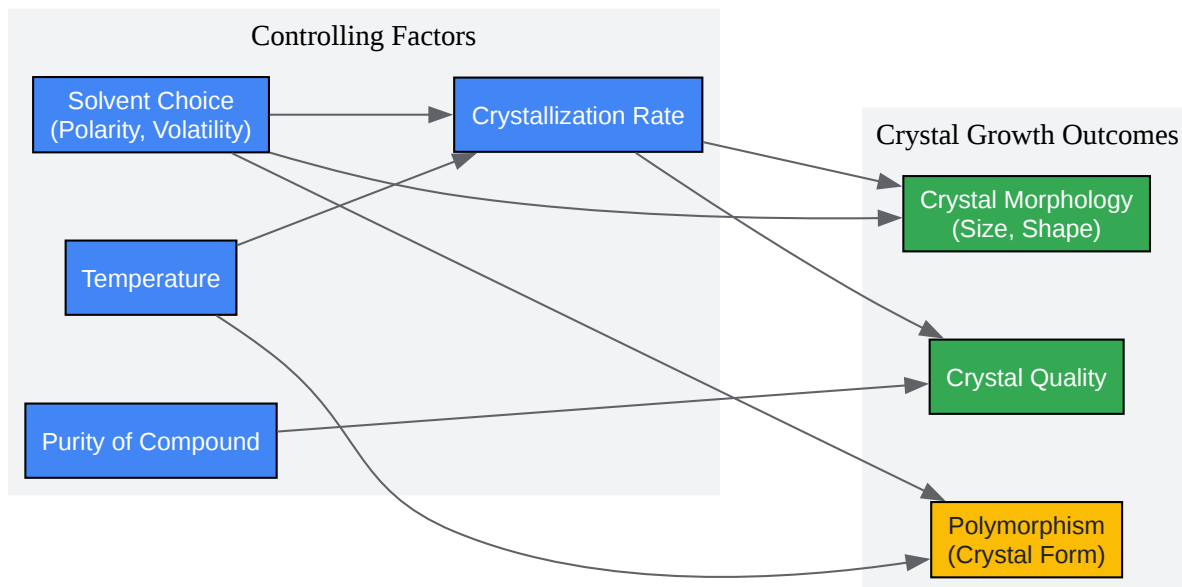 Controlling Factors
Solvent Choice
(Polarity, Volatility)
Crystallization Rate
Temperature
Purity of Compound
Crystal Growth Outcomes
Crystal Morphology
(Size, Shape)
Crystal Quality
Polymorphism
(Crystal Form)